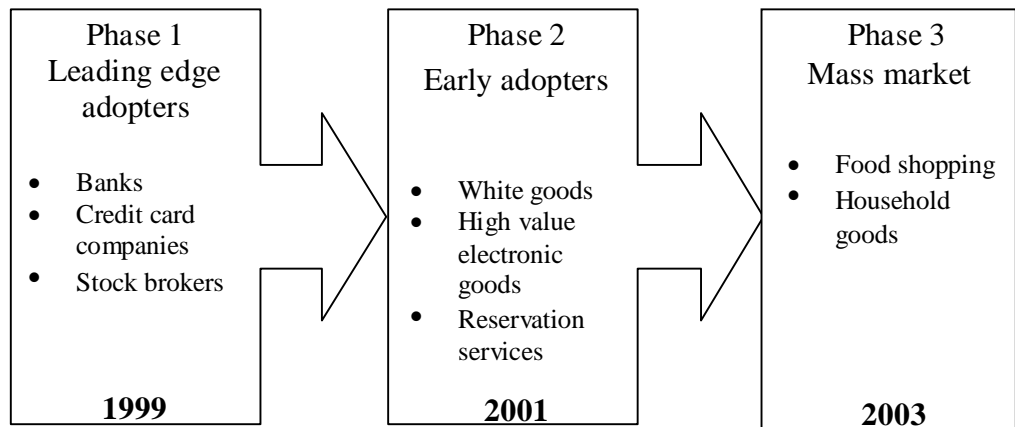 Phase 1
Leading edge
adopters
• Banks
• Credit card
companies
• Stock brokers
1999
Phase 2
Early adopters
• White goods
• High value
electronic
goods
• Reservation
services
2001
Phase 3
Mass market
• Food shopping
• Household
goods
2003